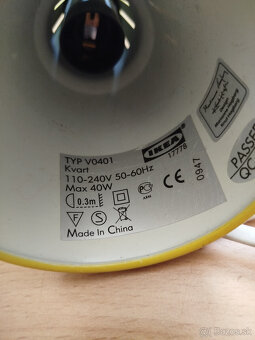 TYP V0401
Kvart
110-240V 50-60Hz
Max 40W
IKEA
17778
0.3m
CE
0947
F S
Made In China
PASSED
QC
bazos.sk